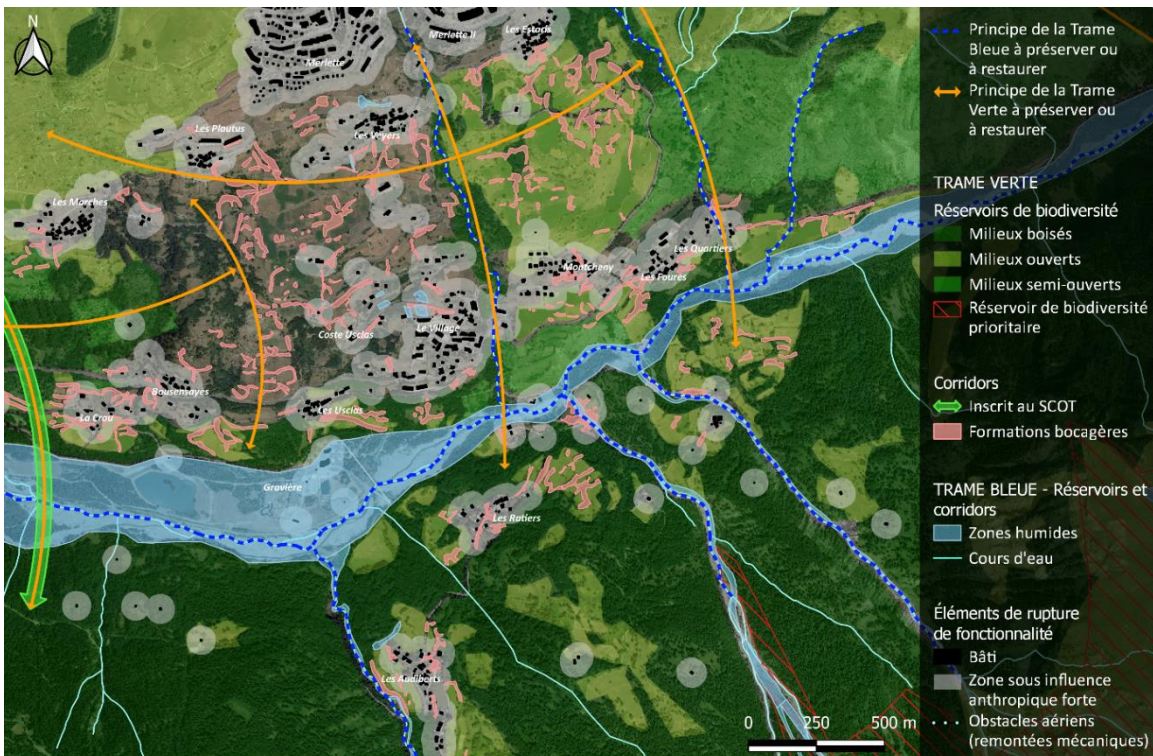 N
Merlette
Merlette II
Les Estaris
Les Plautus
Les Veyers
Les Marches
Les Quartiers
Montcheny
Les Foures
Coste Usclas
Le Village
Bousensayes
La Crau
Les Usclas
Gravière
Les Ratiers
Les Audiberts
Principe de la Trame
Bleue à préserver ou
à restaurer
Principe de la Trame
Verte à préserver ou
à restaurer
TRAME VERTE
Réservoirs de biodiversité
Milieux boisés
Milieux ouverts
Milieux semi-ouverts
Réservoir de biodiversité
prioritaire
Corridors
Inscrit au SCOT
Formations bocagères
TRAME BLEUE - Réservoirs et
corridors
Zones humides
Cours d'eau
Éléments de rupture
de fonctionnalité
Bâti
Zone sous influence
anthropique forte
Obstacles aériens
(remontées mécaniques)
0 250 500 m